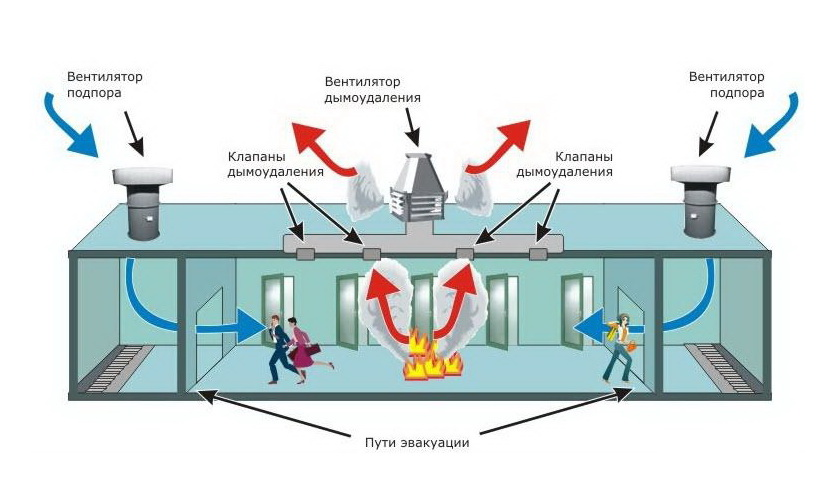 Вентилятор
подпора
Вентилятор
дымоудаления
Вентилятор
подпора
Клапаны
дымоудаления
Клапаны
дымоудаления
Пути эвакуации